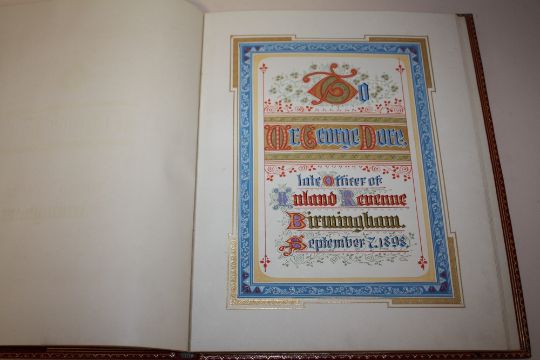 To
Mr. George Dore.
late Officer of
Inland Revenue
Birmingham.
September 7. 1898.